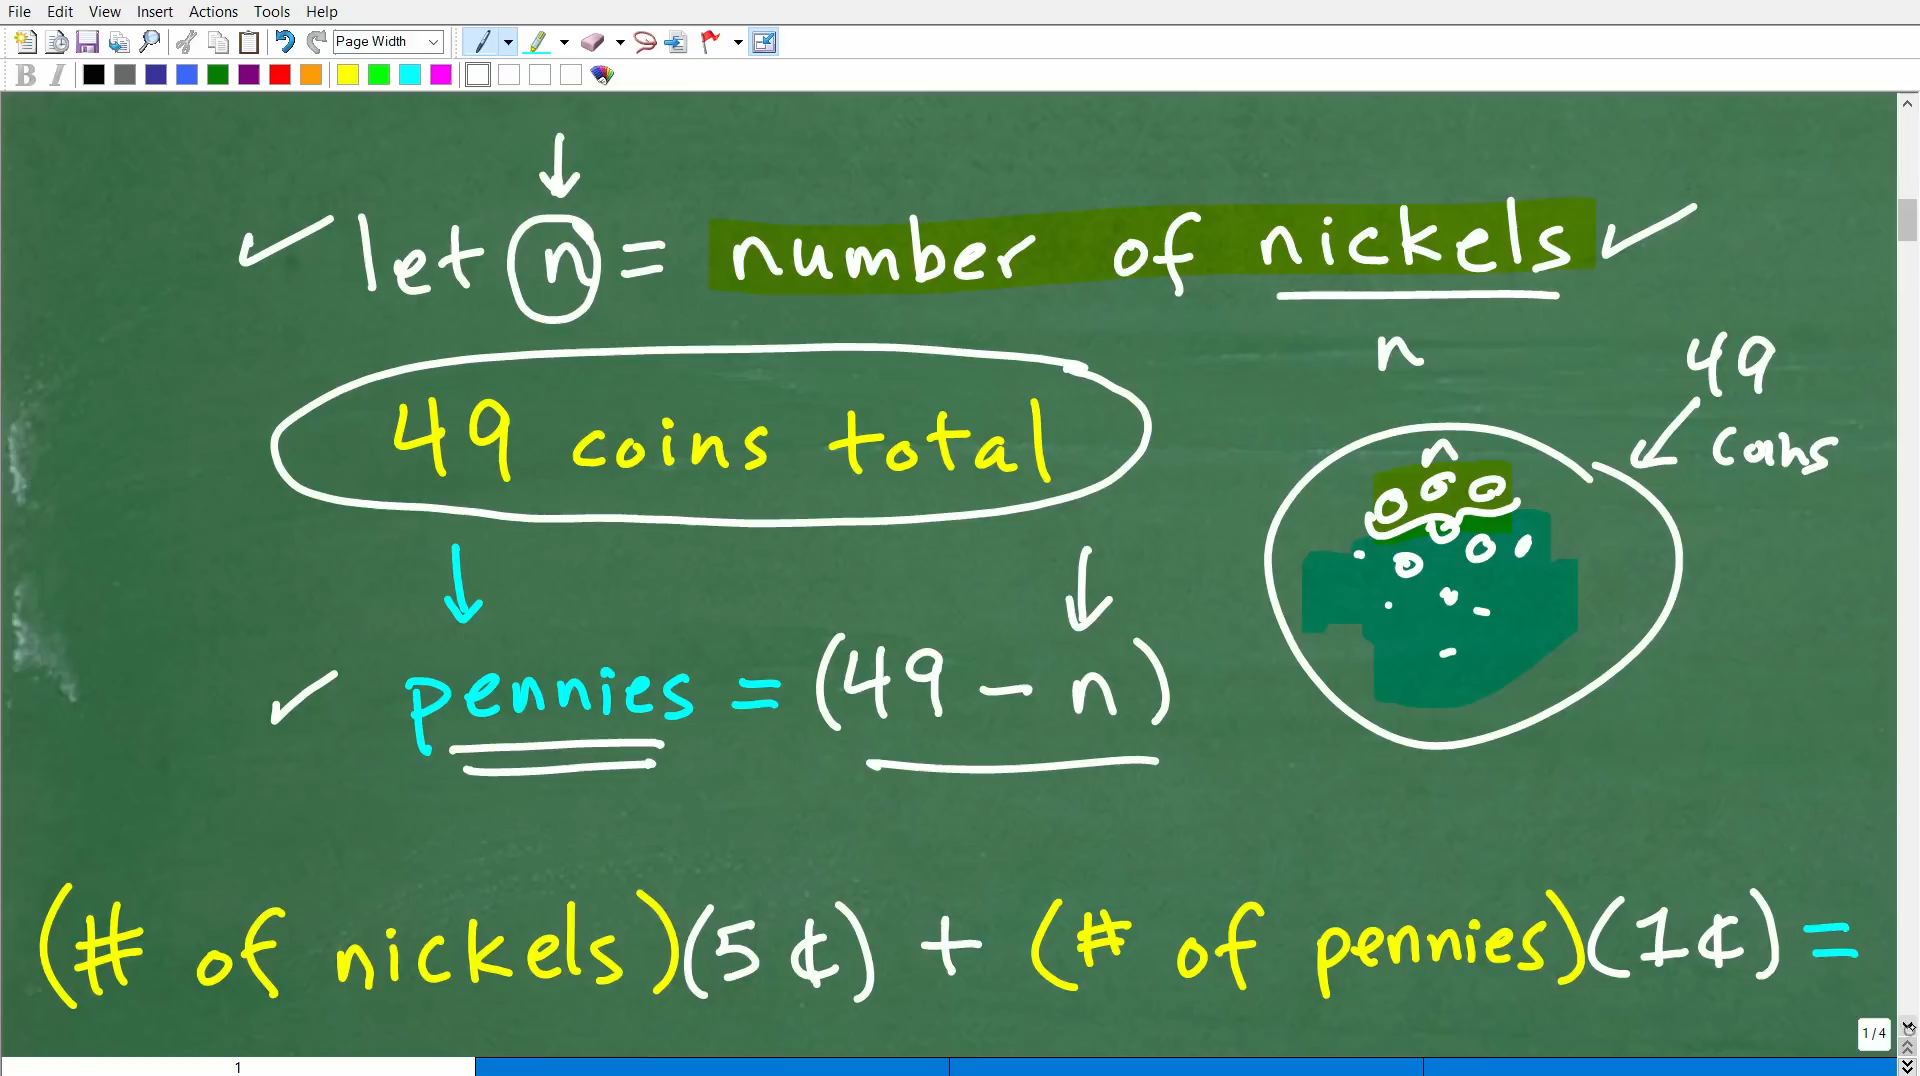 File Edit View Insert Actions Tools Help
Page Width
B I
let n = number of nickels
n
49
coins
49 coins total
n
pennies = (49 - n)
(# of nickels)(5¢) + (# of pennies)(1¢) =
1 / 4
1